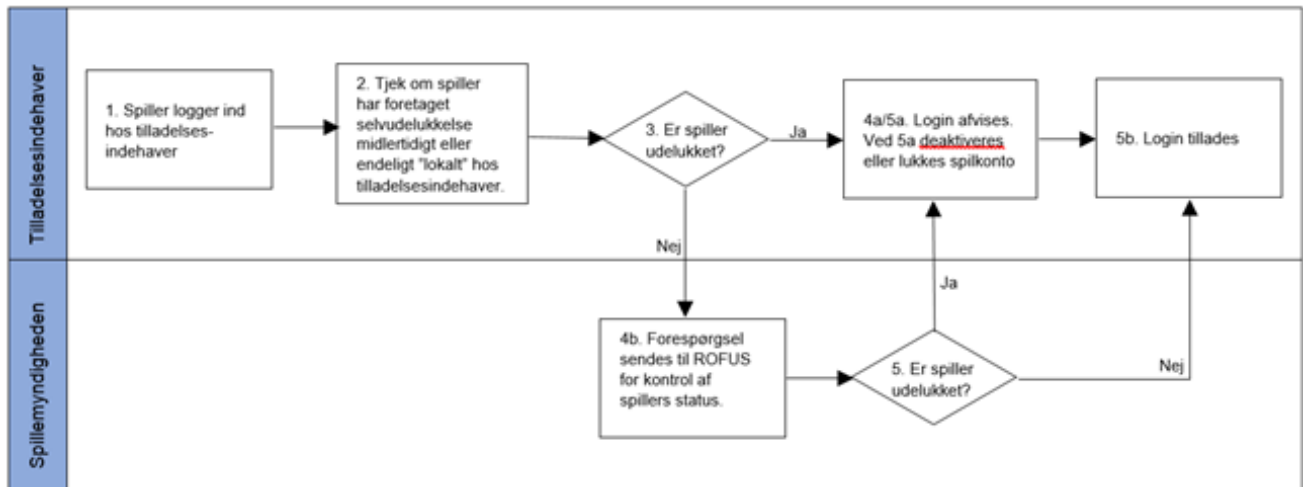 Tilladelsesindehaver
1. Spiller logger ind
hos tilladelses-
indehaver
2. Tjek om spiller
har foretaget
selvudelukkelse
midlertidigt eller
endeligt "lokalt" hos
tilladelsesindehaver.
3. Er spiller
udelukket?
Ja
4a/5a. Login afvises.
Ved 5a deaktiveres
eller lukkes spilkonto
5b. Login tillades
Nej
Spillemyndigheden
4b. Forespørgsel
sendes til ROFUS
for kontrol af
spillers status.
5. Er spiller
udelukket?
Ja
Nej